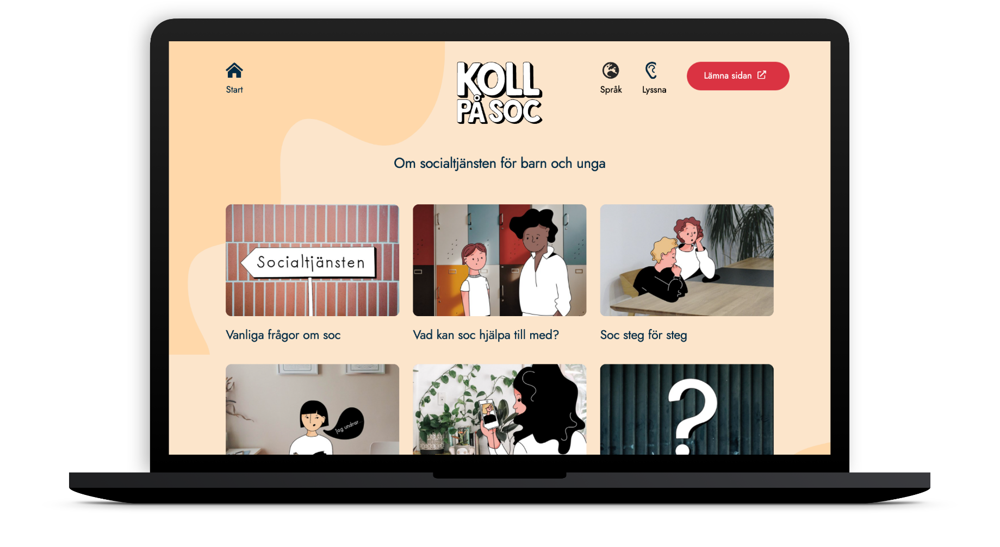 Start
KOLL
PÅ SOC
Språk
Lyssna
Lämna sidan
Om socialtjänsten för barn och unga
Socialtjänsten
Vanliga frågor om soc
Vad kan soc hjälpa till med?
Soc steg för steg
Jag undrar...
?